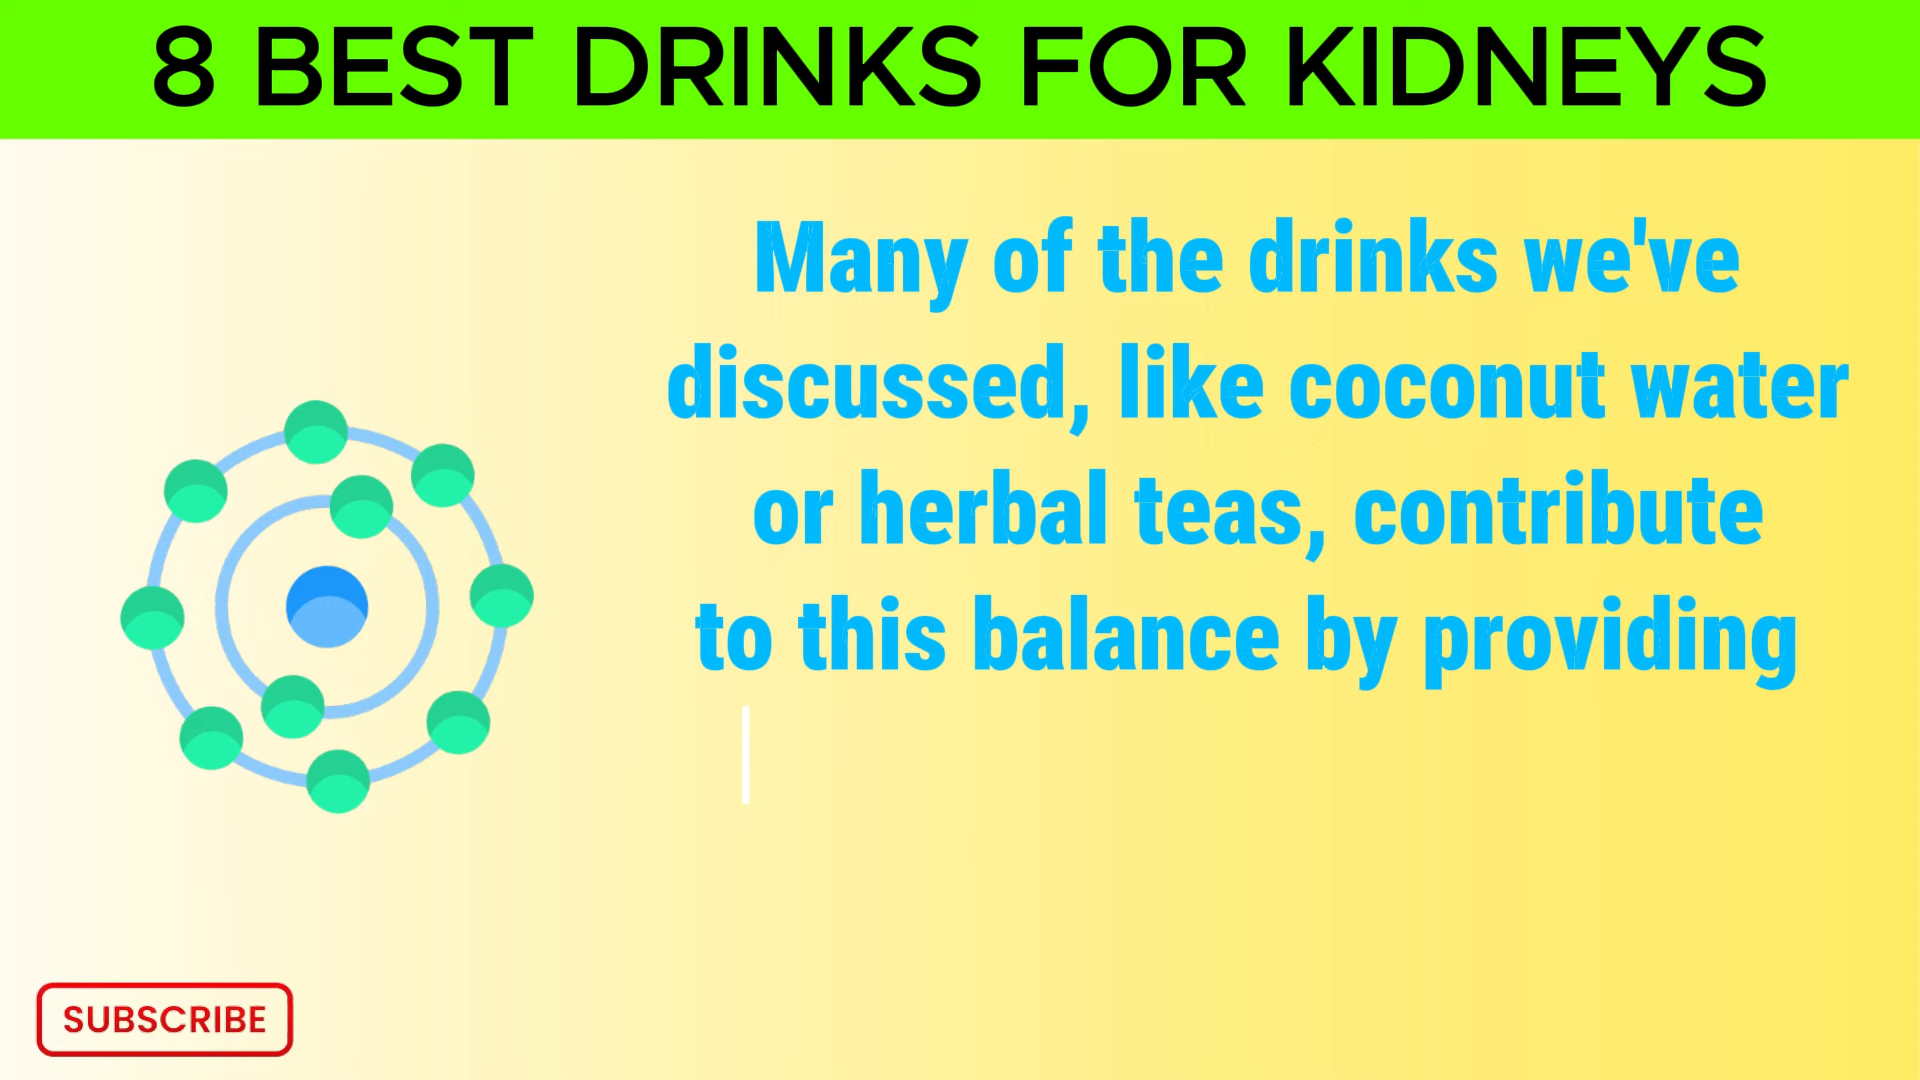 8 BEST DRINKS FOR KIDNEYS
Many of the drinks we've
discussed, like coconut water
or herbal teas, contribute
to this balance by providing
SUBSCRIBE